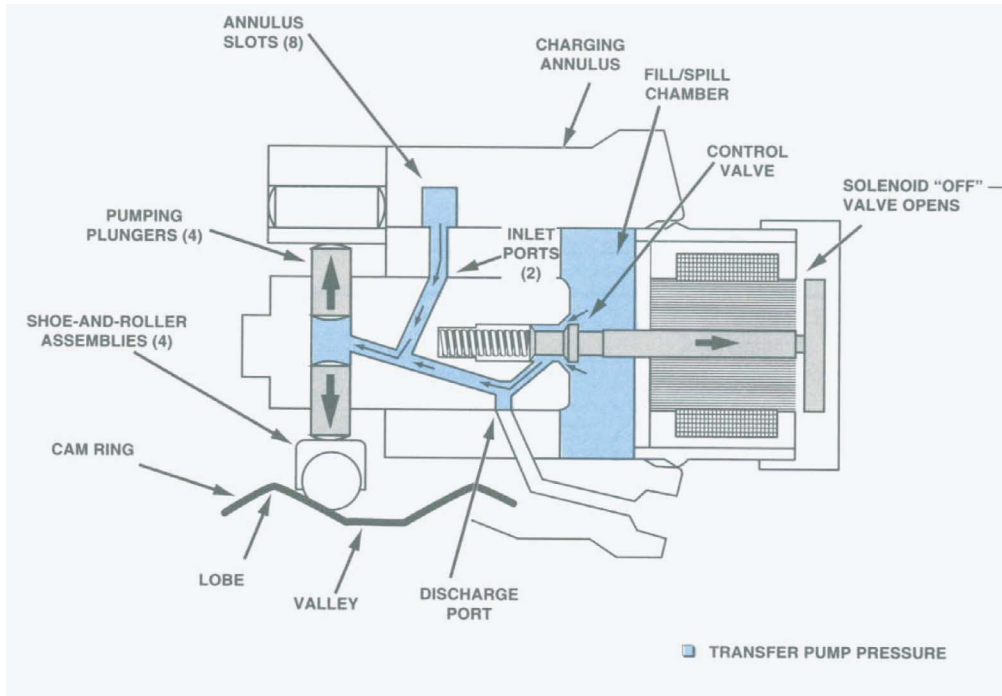 ANNULUS
SLOTS (8)
CHARGING
ANNULUS
FILL/SPILL
CHAMBER
CONTROL
VALVE
SOLENOID “OFF”
VALVE OPENS
PUMPING
PLUNGERS (4)
INLET
PORTS
(2)
SHOE-AND-ROLLER
ASSEMBLIES (4)
CAM RING
LOBE
VALLEY
DISCHARGE
PORT
TRANSFER PUMP PRESSURE